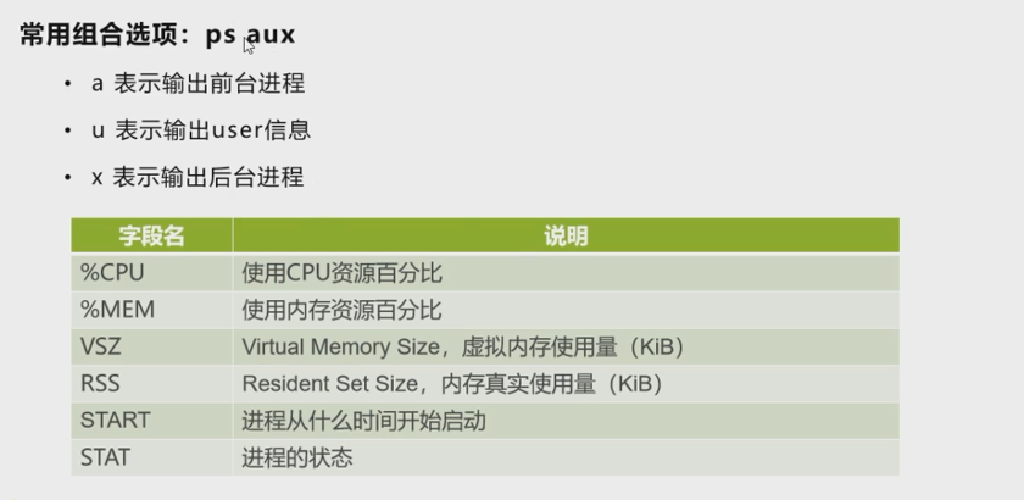 常用组合选项：ps aux
• a 表示输出前台进程
• u 表示输出user信息
• x 表示输出后台进程
字段名 说明
%CPU 使用CPU资源百分比
%MEM 使用内存资源百分比
VSZ Virtual Memory Size，虚拟内存使用量（KiB）
RSS Resident Set Size，内存真实使用量（KiB）
START 进程从什么时间开始启动
STAT 进程的状态